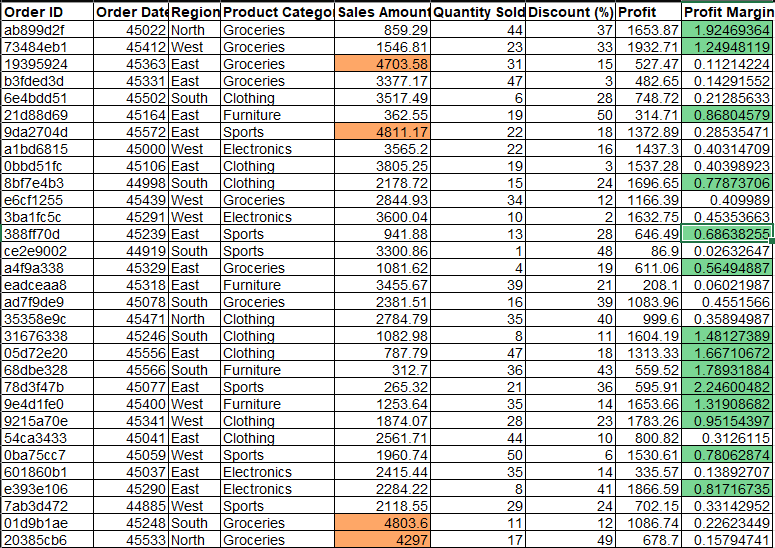 Order ID Order Date Region Product Categor Sales Amount Quantity Sold Discount (%) Profit Profit Margin
ab899d2f 45022 North Groceries 859.29 44 37 1653.87 1.92469364
73484eb1 45412 West Groceries 1546.81 23 33 1932.71 1.24948119
19395924 45363 East Groceries 4703.58 31 15 527.47 0.11214224
b3fded3d 45331 East Groceries 3377.17 47 3 482.65 0.14291552
6e4bdd51 45502 South Clothing 3517.49 6 28 748.72 0.21285633
21d88d69 45164 East Furniture 362.55 19 50 314.71 0.86804579
9da2704d 45572 East Sports 4811.17 22 18 1372.89 0.28535471
a1bd6815 45000 West Electronics 3565.2 22 16 1437.3 0.40314709
0bbd51fc 45106 East Clothing 3805.25 19 3 1537.28 0.40398923
8bf7e4b3 44998 South Clothing 2178.72 15 24 1696.65 0.77873706
e6cf1255 45439 West Groceries 2844.93 34 12 1166.39 0.409989
3ba1fc5c 45291 West Electronics 3600.04 10 2 1632.75 0.45353663
388ff70d 45239 East Sports 941.88 13 28 646.49 0.68638255
ce2e9002 44919 South Sports 3300.86 1 48 86.9 0.02632647
a4f9a338 45329 East Groceries 1081.62 4 19 611.06 0.56494887
eadceaa8 45318 East Furniture 3455.67 39 21 208.1 0.06021987
ad7f9de9 45078 South Groceries 2381.51 16 39 1083.96 0.4551566
35358e9c 45471 North Clothing 2784.79 35 40 999.6 0.35894987
31676338 45246 South Clothing 1082.98 8 11 1604.19 1.48127389
05d72e20 45556 East Clothing 787.79 47 18 1313.33 1.66710672
68dbe328 45566 South Furniture 312.7 36 43 559.52 1.78931884
78d3f47b 45077 East Sports 265.32 21 36 595.91 2.24600482
9e4d1fe0 45400 West Furniture 1253.64 35 14 1653.66 1.31908682
9215a70e 45341 West Clothing 1874.07 28 23 1783.26 0.95154397
54ca3433 45041 East Clothing 2561.71 44 10 800.82 0.3126115
0ba75cc7 45059 West Sports 1960.74 50 6 1530.61 0.78062874
601860b1 45037 East Electronics 2415.44 35 14 335.57 0.13892707
e393e106 45290 East Electronics 2284.22 8 41 1866.59 0.81716735
7ab3d472 44885 West Sports 2118.55 29 24 702.15 0.33142952
01d9b1ae 45248 South Groceries 4803.6 11 12 1086.74 0.22623449
20385cb6 45533 North Groceries 4297 17 49 678.7 0.15794741